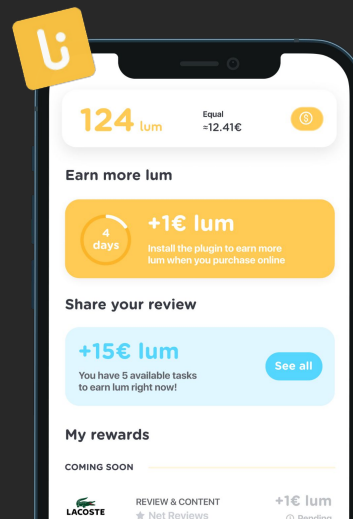 124 lum
Equal
≈12.41€
Earn more lum
4
days
+1€ lum
Install the plugin to earn more
lum when you purchase online
Share your review
+15€ lum
You have 5 available tasks
to earn lum right now!
See all
My rewards
COMING SOON
LACOSTE
REVIEW & CONTENT
+1€ lum
Net Reviews
Pending